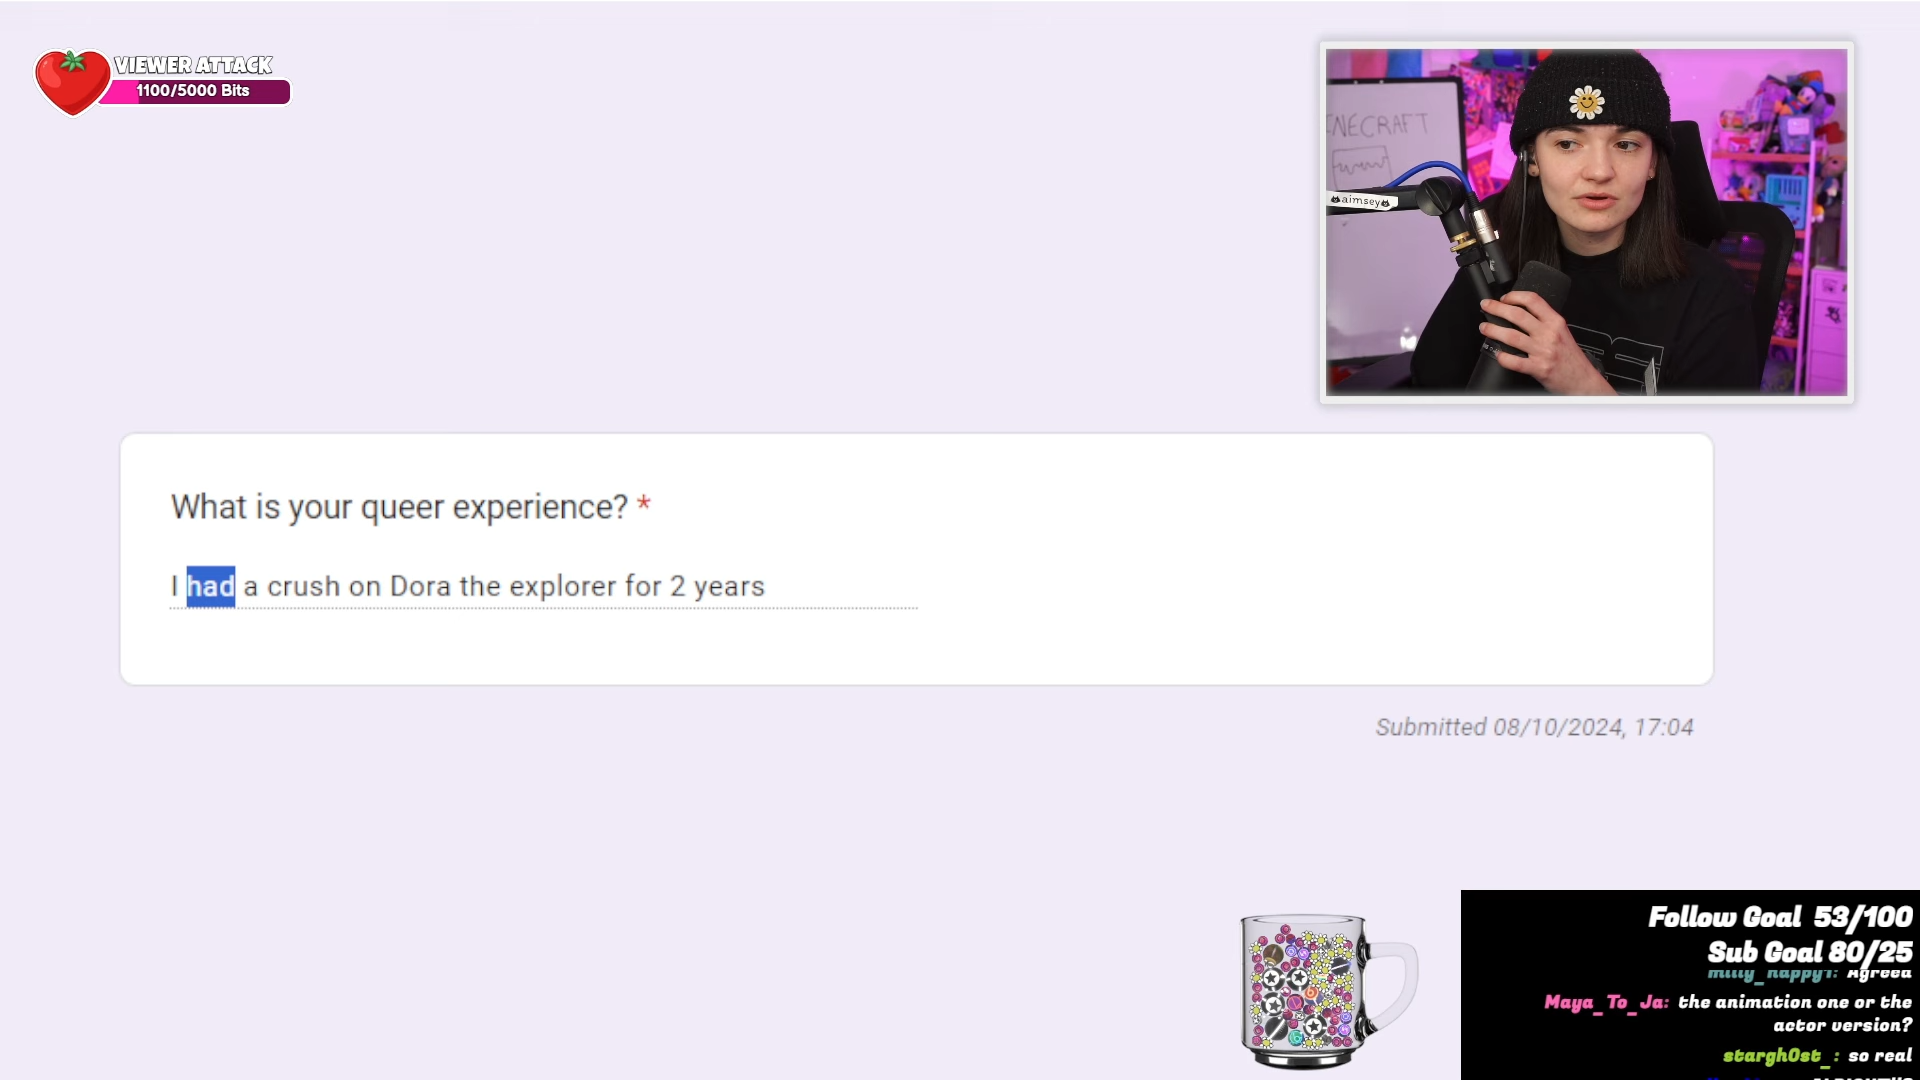 VIEWER ATTACK
1100/5000 Bits
NECRAFT
aimsey
What is your queer experience? *
I had a crush on Dora the explorer for 2 years
Submitted 08/10/2024, 17:04
Follow Goal 53/100
Sub Goal 80/25
milly_happy1: Agreed
Maya_To_Ja: the animation one or the
actor version?
stargh0st_: so real